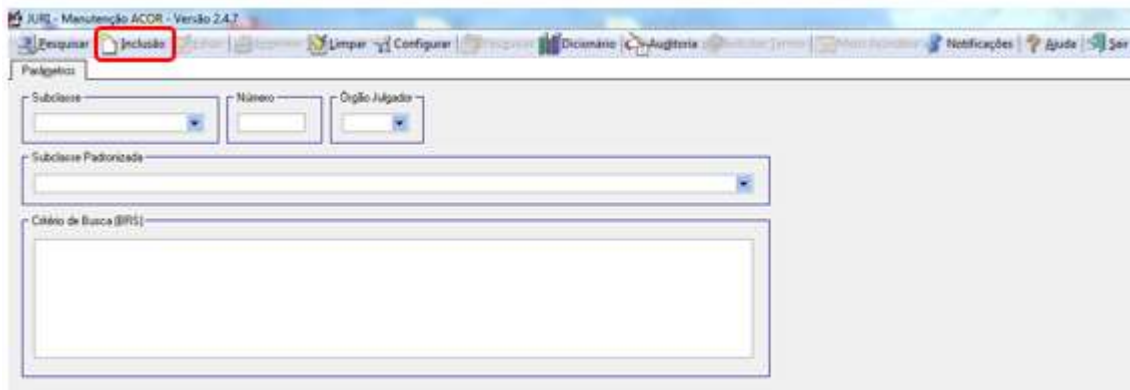 JURI - Manutenção ACOR - Versão 2.4.7
Pesquisar Inclusão Limpar Configurar Dicionário Auditoria Notificações Ajuda Sair
Parâmetros
Subclasse Número Órgão Julgador
Subclasse Padronizada
Critério de Busca (BRS)